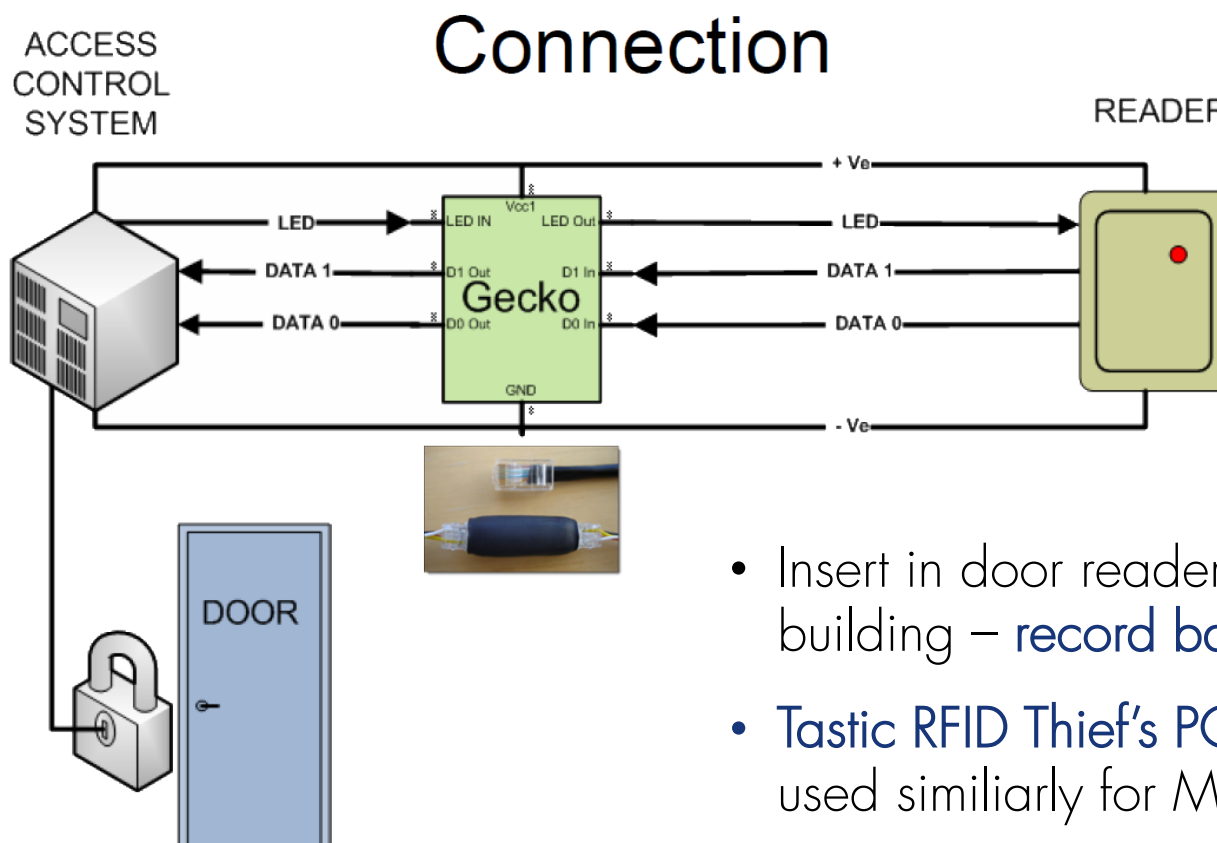 Connection
ACCESS
CONTROL
SYSTEM
READER
+ Ve
Vcc1
LED
LED IN
LED Out
LED
DATA 1
D1 Out
D1 In
DATA 1
Gecko
DATA 0
D0 Out
D0 In
DATA 0
GND
- Ve
DOOR
• Insert in door reader
building – record
• Tastic RFID Thief's
used similiarly for